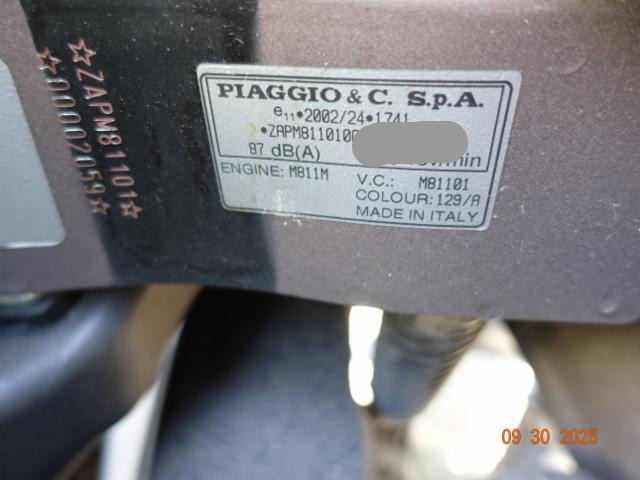 ☆ZAPM81101☆
☆00002059☆
PIAGGIO & C. S.p.A.
e₁₁*2002/24*1741
*ZAPM811010
87 dB(A)
ENGINE: M811M
V.C.: M81101
COLOUR: 129/A
MADE IN ITALY
09 30 2025